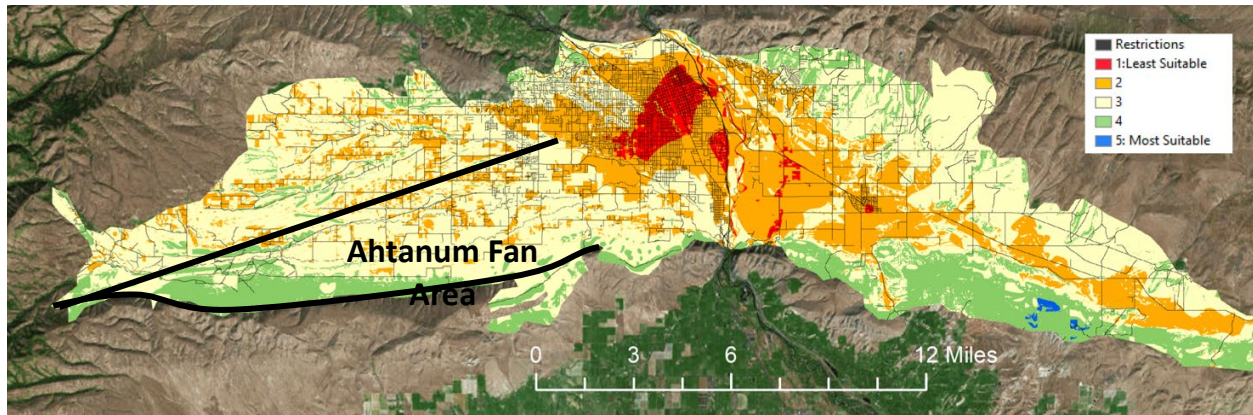 Restrictions
1:Least Suitable
2
3
4
5: Most Suitable
Ahtanum Fan
Area
0 3 6 12 Miles